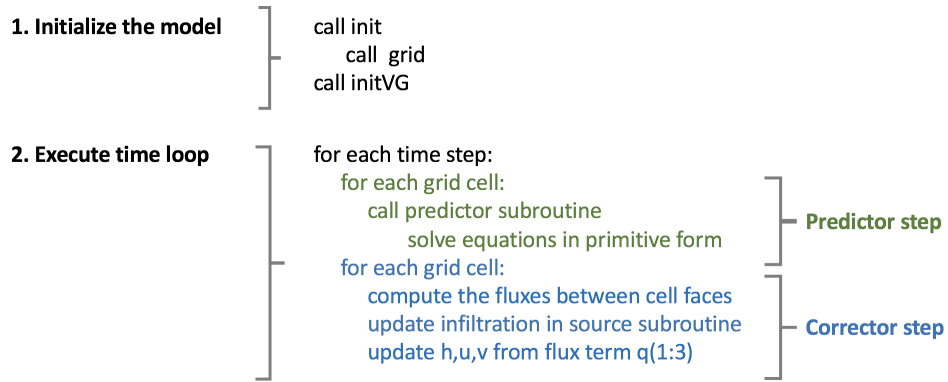 1. Initialize the model
call init
call grid
call initVG
2. Execute time loop
for each time step:
for each grid cell:
call predictor subroutine
solve equations in primitive form
Predictor step
for each grid cell:
compute the fluxes between cell faces
update infiltration in source subroutine
update h,u,v from flux term q(1:3)
Corrector step